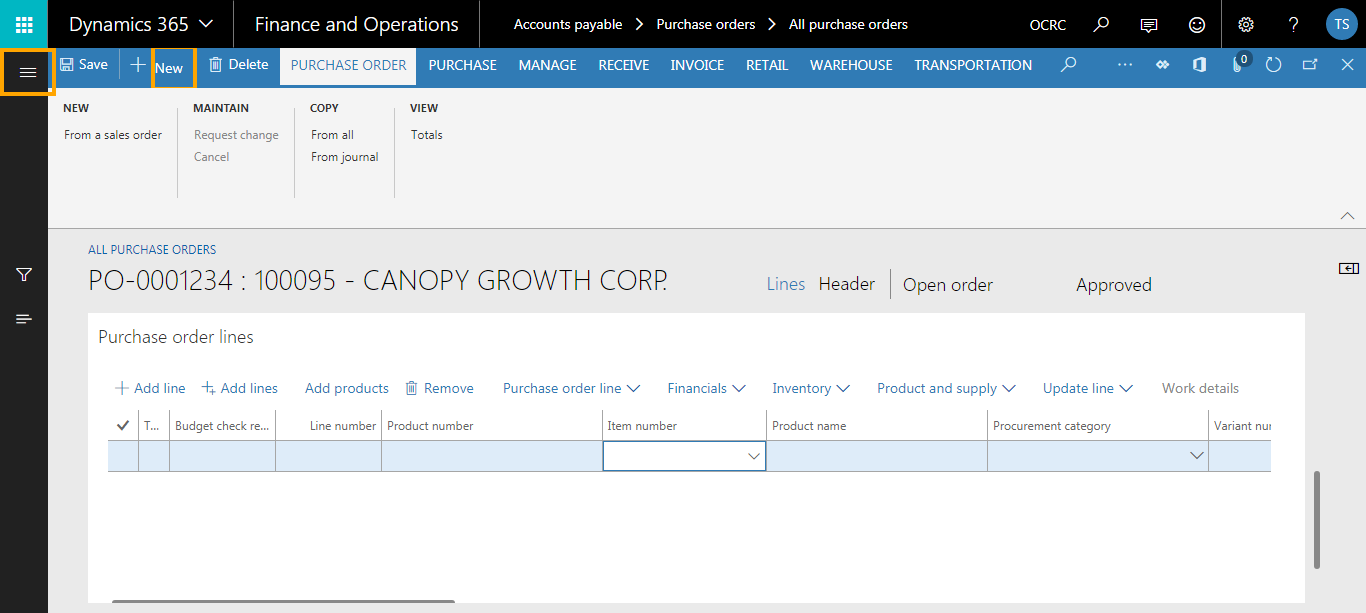 Dynamics 365 Finance and Operations Accounts payable Purchase orders All purchase orders OCRC ? TS
Save New Delete PURCHASE ORDER PURCHASE MANAGE RECEIVE INVOICE RETAIL WAREHOUSE TRANSPORTATION ... 0
NEW MAINTAIN COPY VIEW
From a sales order Request change From all Totals
Cancel From journal
ALL PURCHASE ORDERS
PO-0001234 : 100095 - CANOPY GROWTH CORP. Lines Header Open order Approved
Purchase order lines
Add line Add lines Add products Remove Purchase order line Financials Inventory Product and supply Update line Work details
T... Budget check re... Line number Product number Item number Product name Procurement category Variant nu